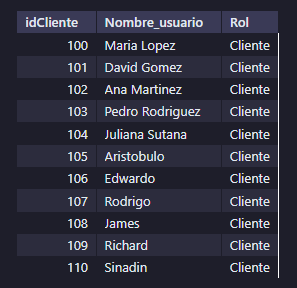 idCliente Nombre_usuario Rol
100 Maria Lopez Cliente
101 David Gomez Cliente
102 Ana Martinez Cliente
103 Pedro Rodriguez Cliente
104 Juliana Sutana Cliente
105 Aristobulo Cliente
106 Edwardo Cliente
107 Rodrigo Cliente
108 James Cliente
109 Richard Cliente
110 Sinadin Cliente